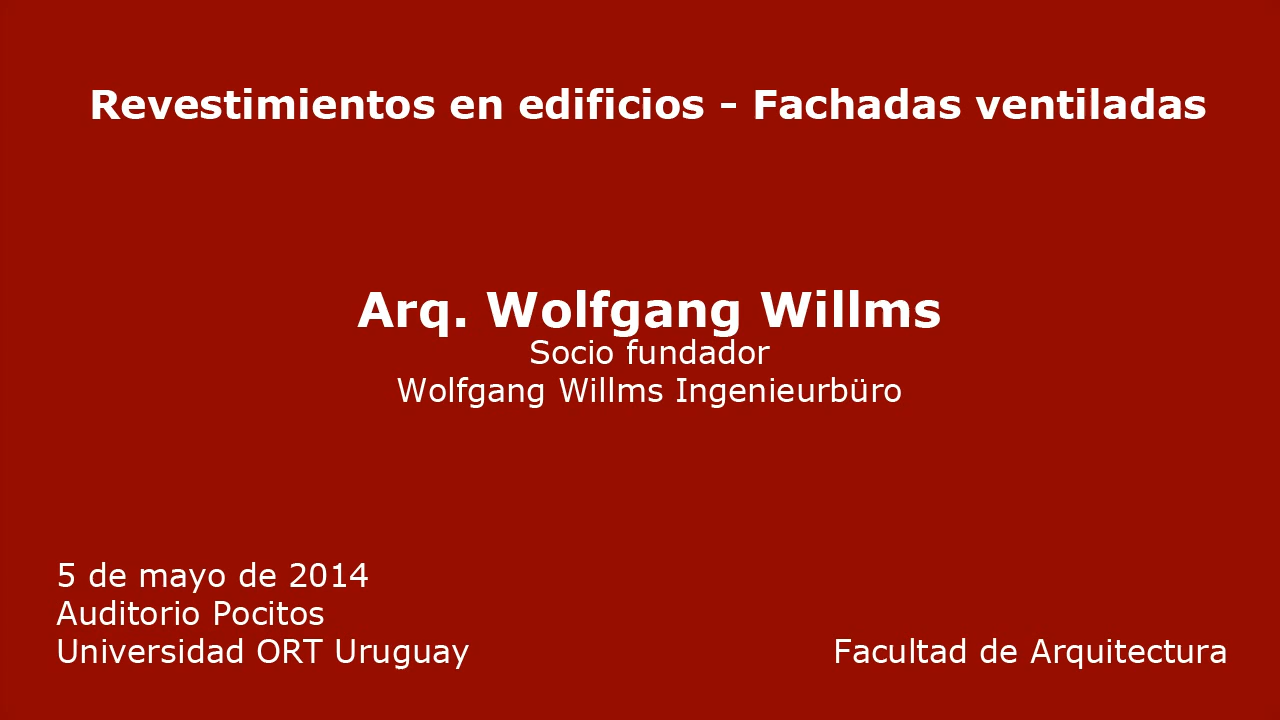 Revestimientos en edificios - Fachadas ventiladas
Arq. Wolfgang Willms
Socio fundador
Wolfgang Willms Ingenieurbüro
5 de mayo de 2014
Auditorio Pocitos
Universidad ORT Uruguay
Facultad de Arquitectura